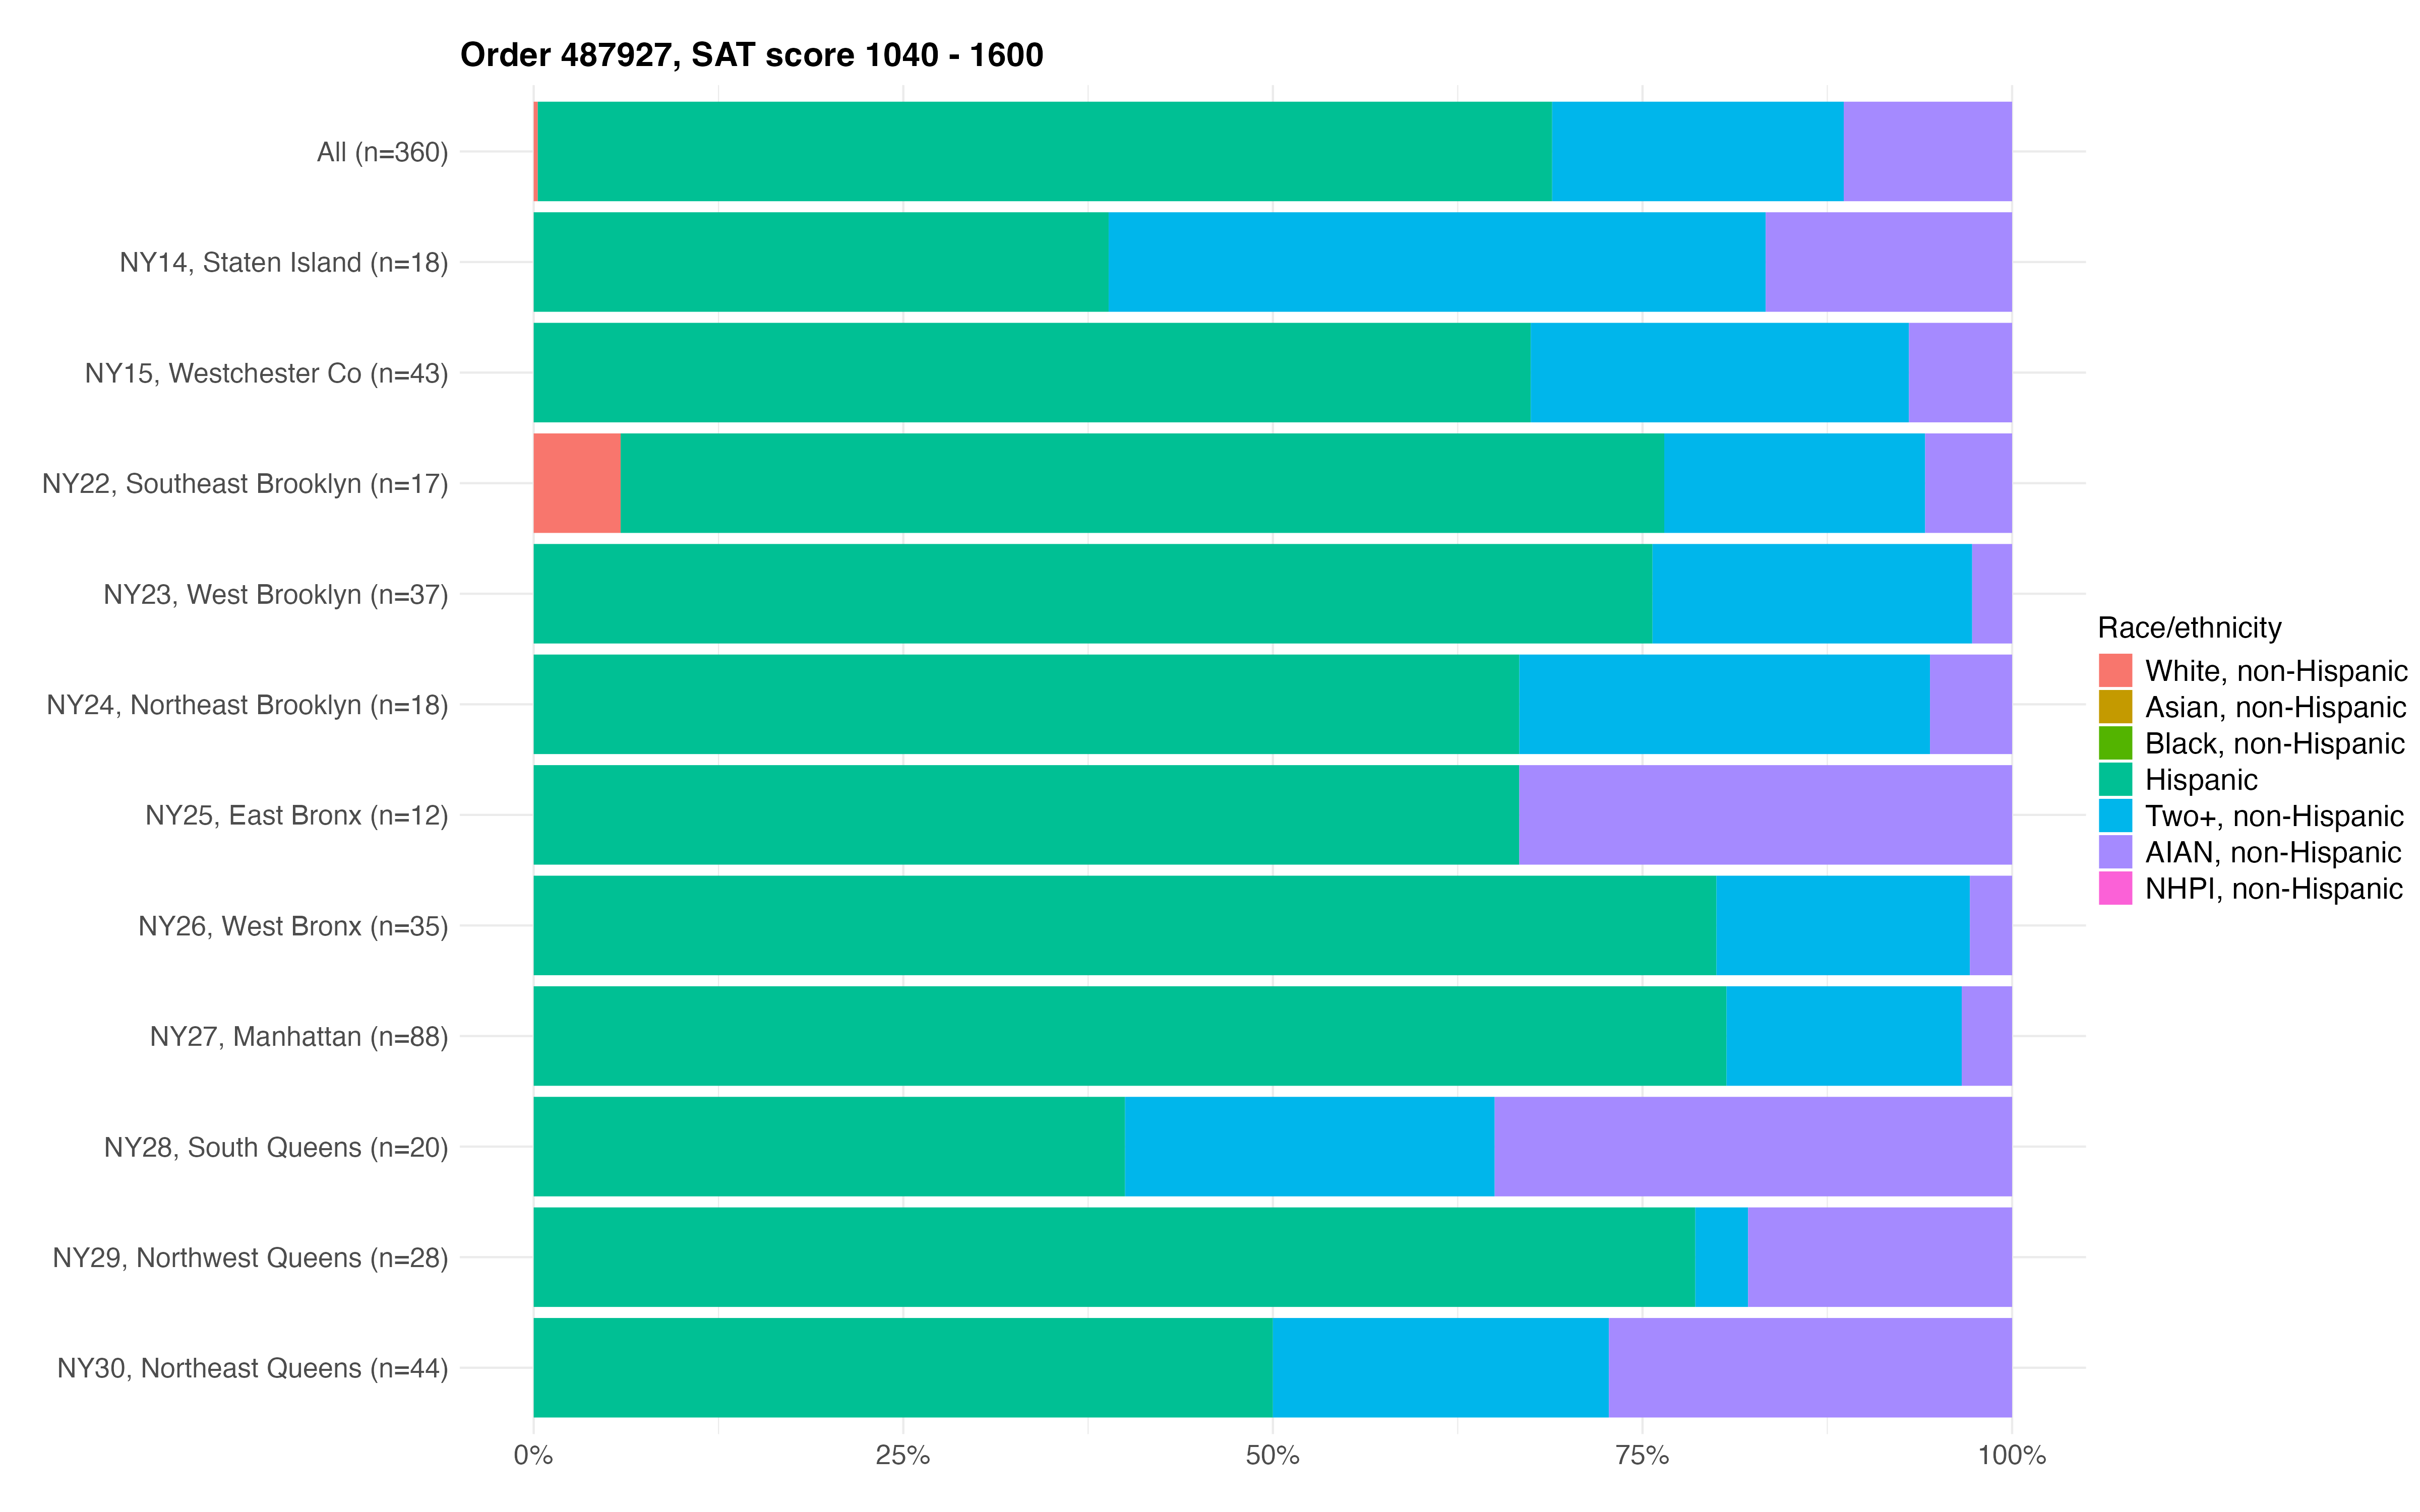 Order 487927, SAT score 1040 - 1600
All (n=360)
NY14, Staten Island (n=18)
NY15, Westchester Co (n=43)
NY22, Southeast Brooklyn (n=17)
NY23, West Brooklyn (n=37)
NY24, Northeast Brooklyn (n=18)
NY25, East Bronx (n=12)
NY26, West Bronx (n=35)
NY27, Manhattan (n=88)
NY28, South Queens (n=20)
NY29, Northwest Queens (n=28)
NY30, Northeast Queens (n=44)
0% 25% 50% 75% 100%
Race/ethnicity
White, non-Hispanic
Asian, non-Hispanic
Black, non-Hispanic
Hispanic
Two+, non-Hispanic
AIAN, non-Hispanic
NHPI, non-Hispanic